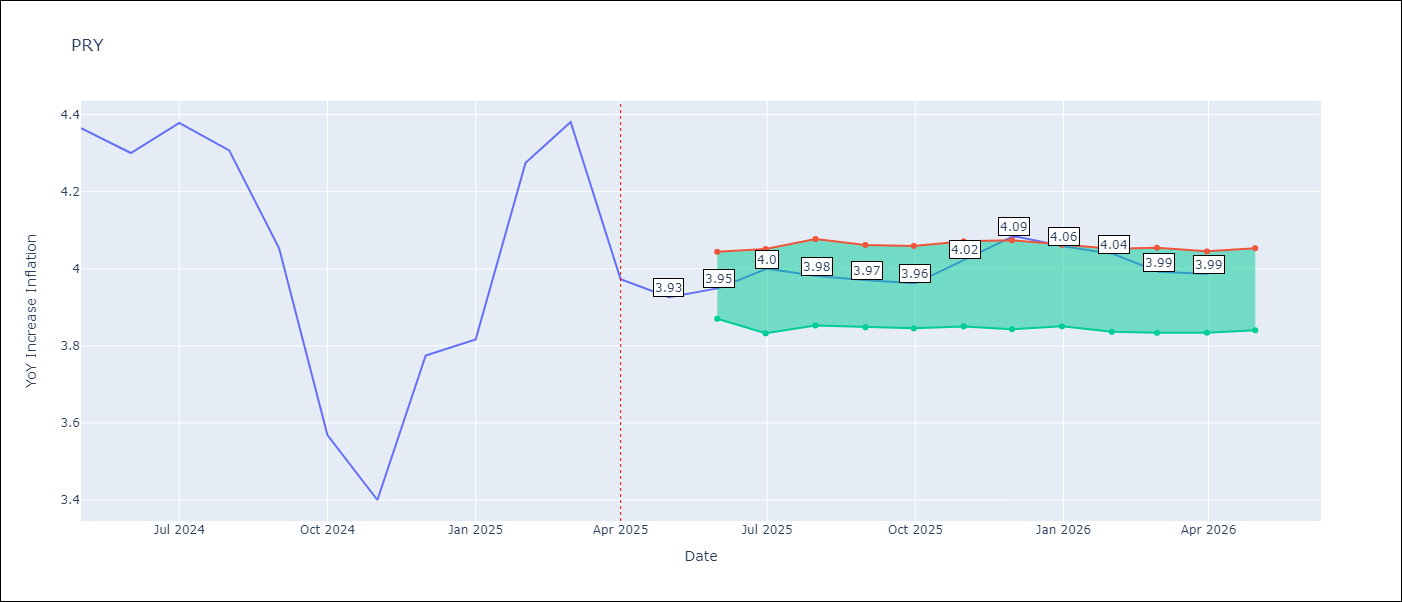 PRY
4.4
4.2
4
3.8
3.6
3.4
YoY Increase Inflation
3.93
3.95
4.0
3.98
3.97
3.96
4.02
4.09
4.06
4.04
3.99
3.99
Jul 2024
Oct 2024
Jan 2025
Apr 2025
Jul 2025
Oct 2025
Jan 2026
Apr 2026
Date